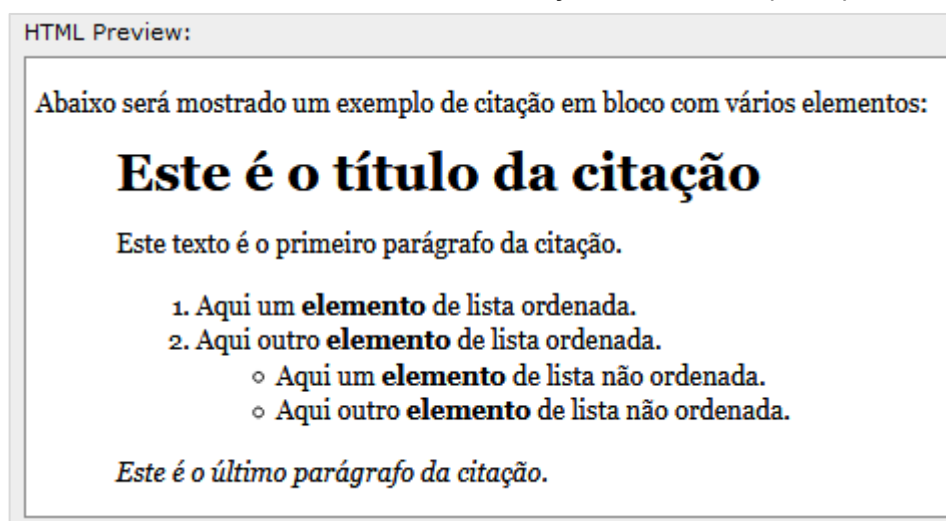 HTML Preview:
Abaixo será mostrado um exemplo de citação em bloco com vários elementos:
Este é o título da citação
Este texto é o primeiro parágrafo da citação.
1. Aqui um elemento de lista ordenada.
2. Aqui outro elemento de lista ordenada.
◦ Aqui um elemento de lista não ordenada.
◦ Aqui outro elemento de lista não ordenada.
Este é o último parágrafo da citação.